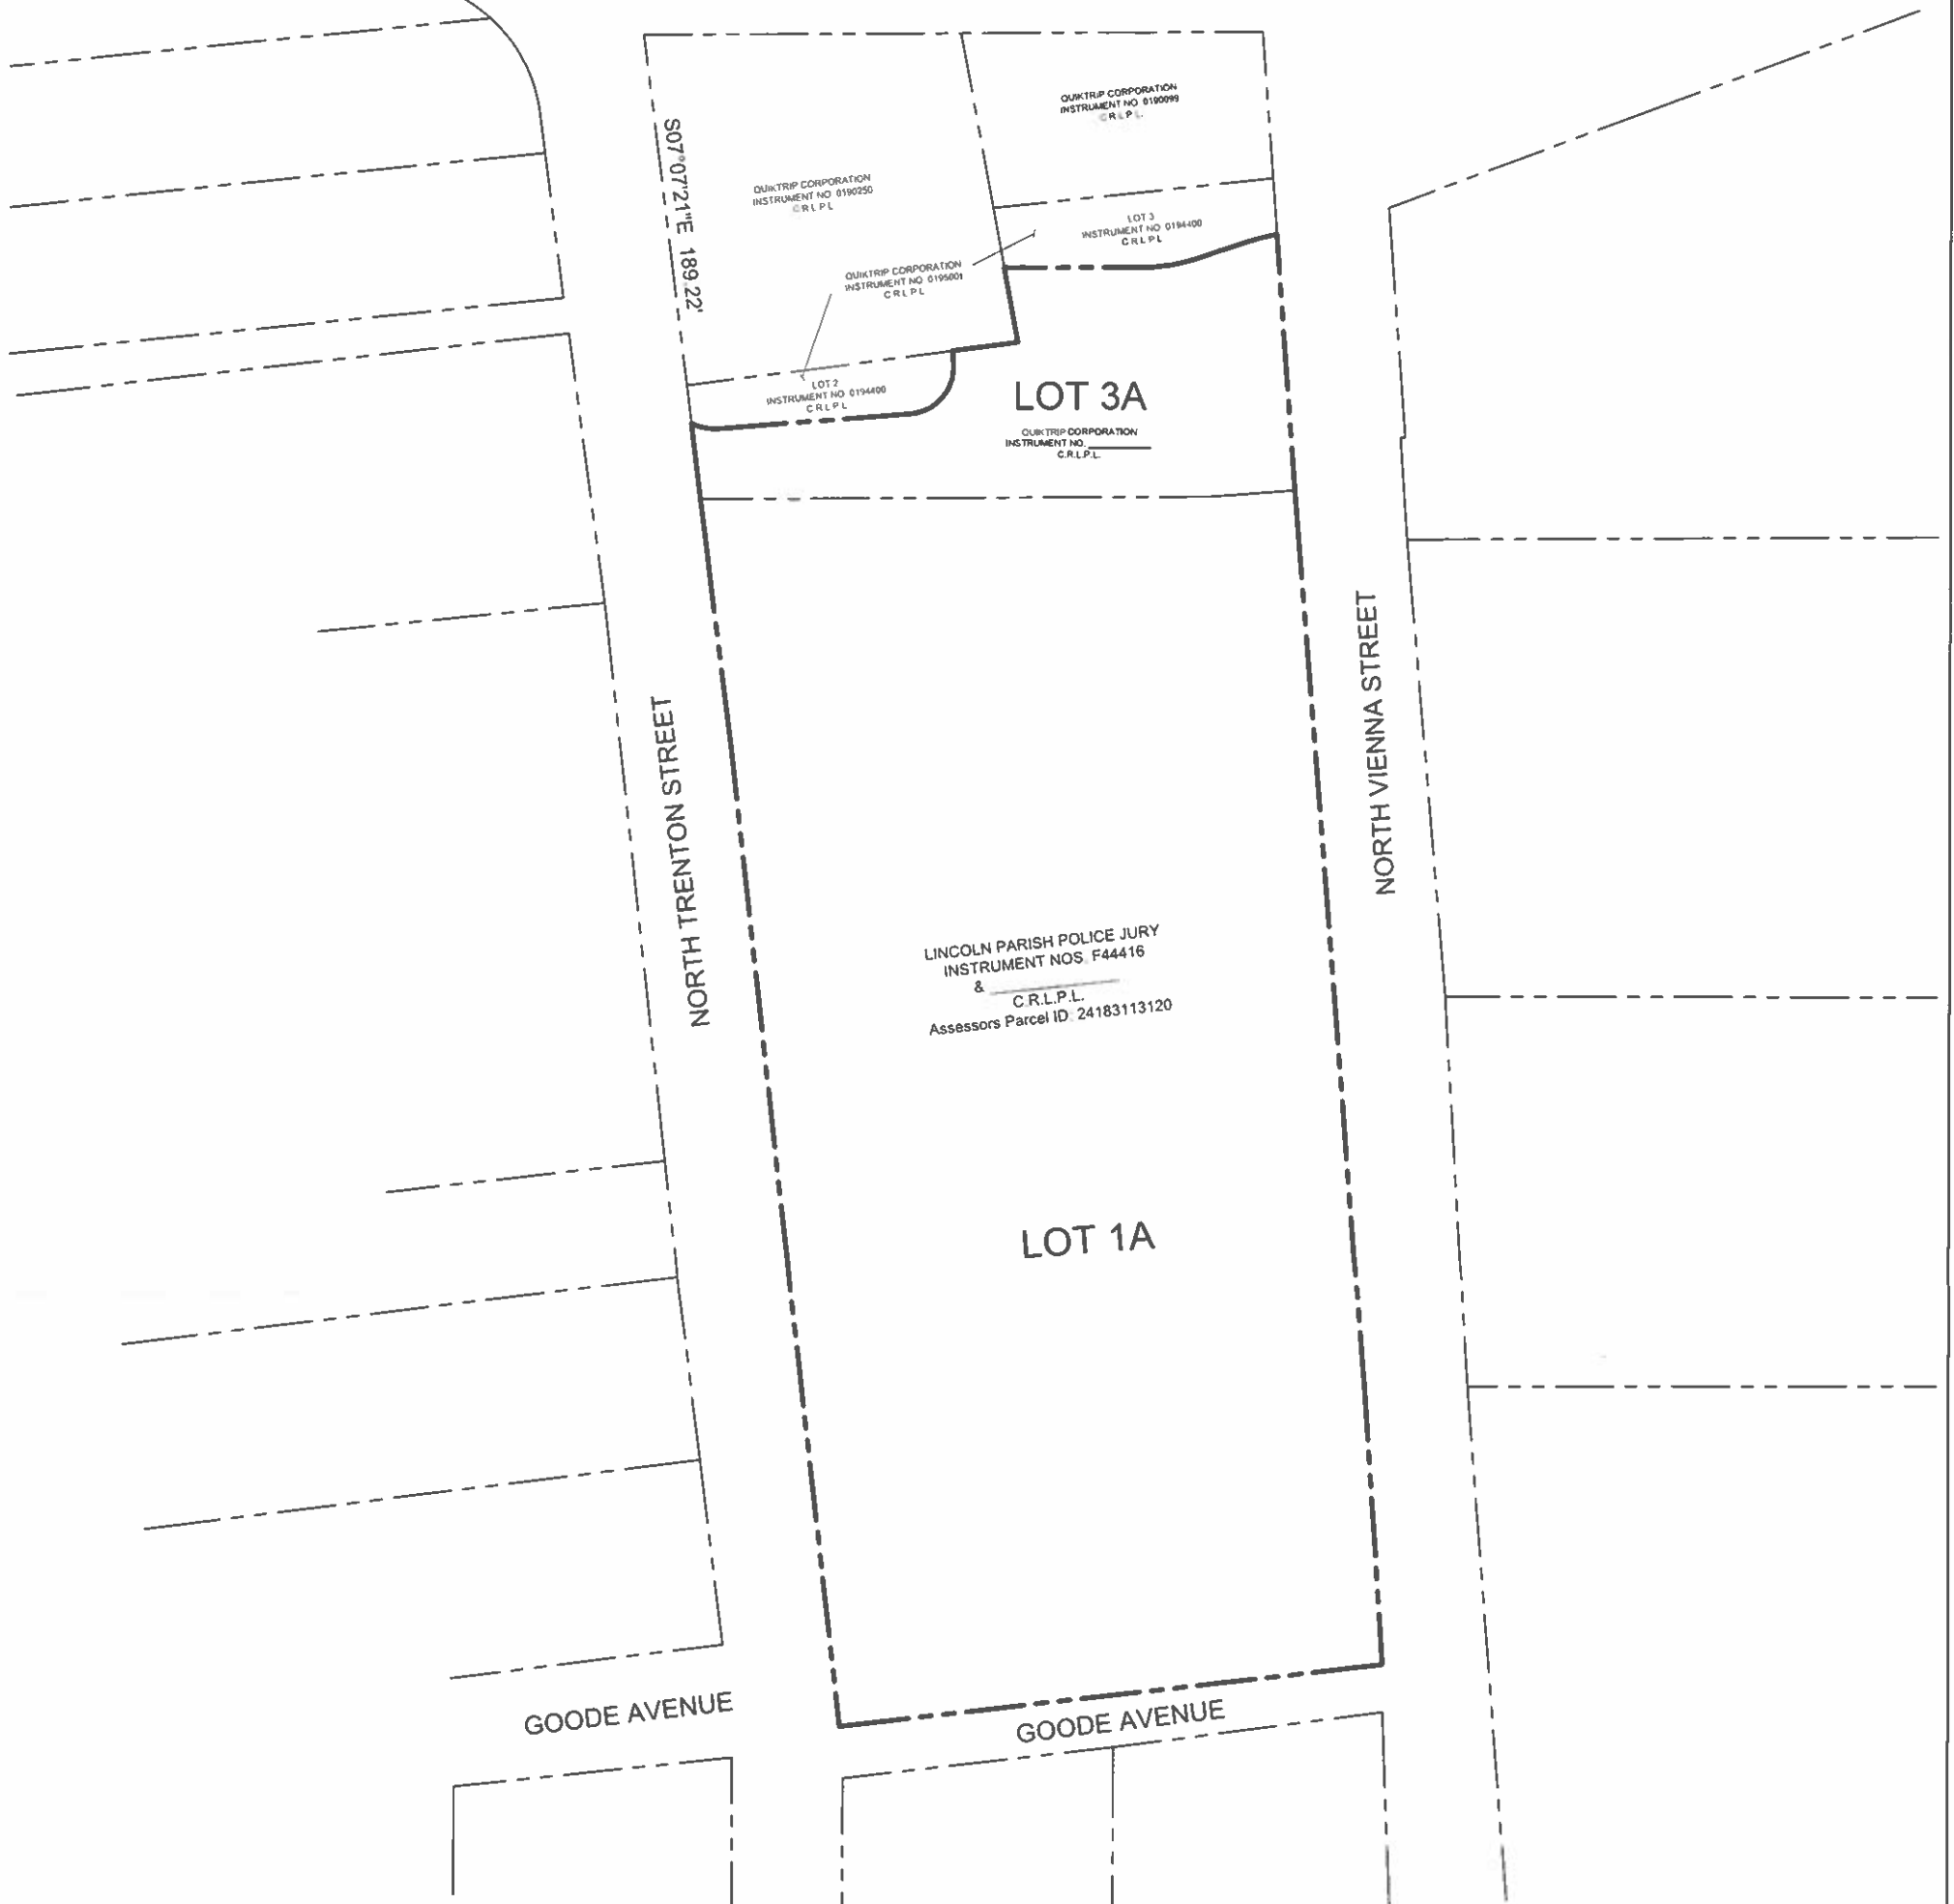 QUIKTRIP CORPORATION
INSTRUMENT NO 0190099
C R L P L
S07°07'21"E 189.22'
QUIKTRIP CORPORATION
INSTRUMENT NO 0190250
C R L P L
LOT 3
INSTRUMENT NO 0194400
C R L P L
QUIKTRIP CORPORATION
INSTRUMENT NO 0195001
C R L P L
LOT 2
INSTRUMENT NO 0194400
C R L P L
LOT 3A
QUIKTRIP CORPORATION
INSTRUMENT NO. ________
C.R.L.P.L.
NORTH TRENTON STREET
NORTH VIENNA STREET
LINCOLN PARISH POLICE JURY
INSTRUMENT NOS. F44416
& ________
C.R.L.P.L.
Assessors Parcel ID: 24183113120
LOT 1A
GOODE AVENUE
GOODE AVENUE